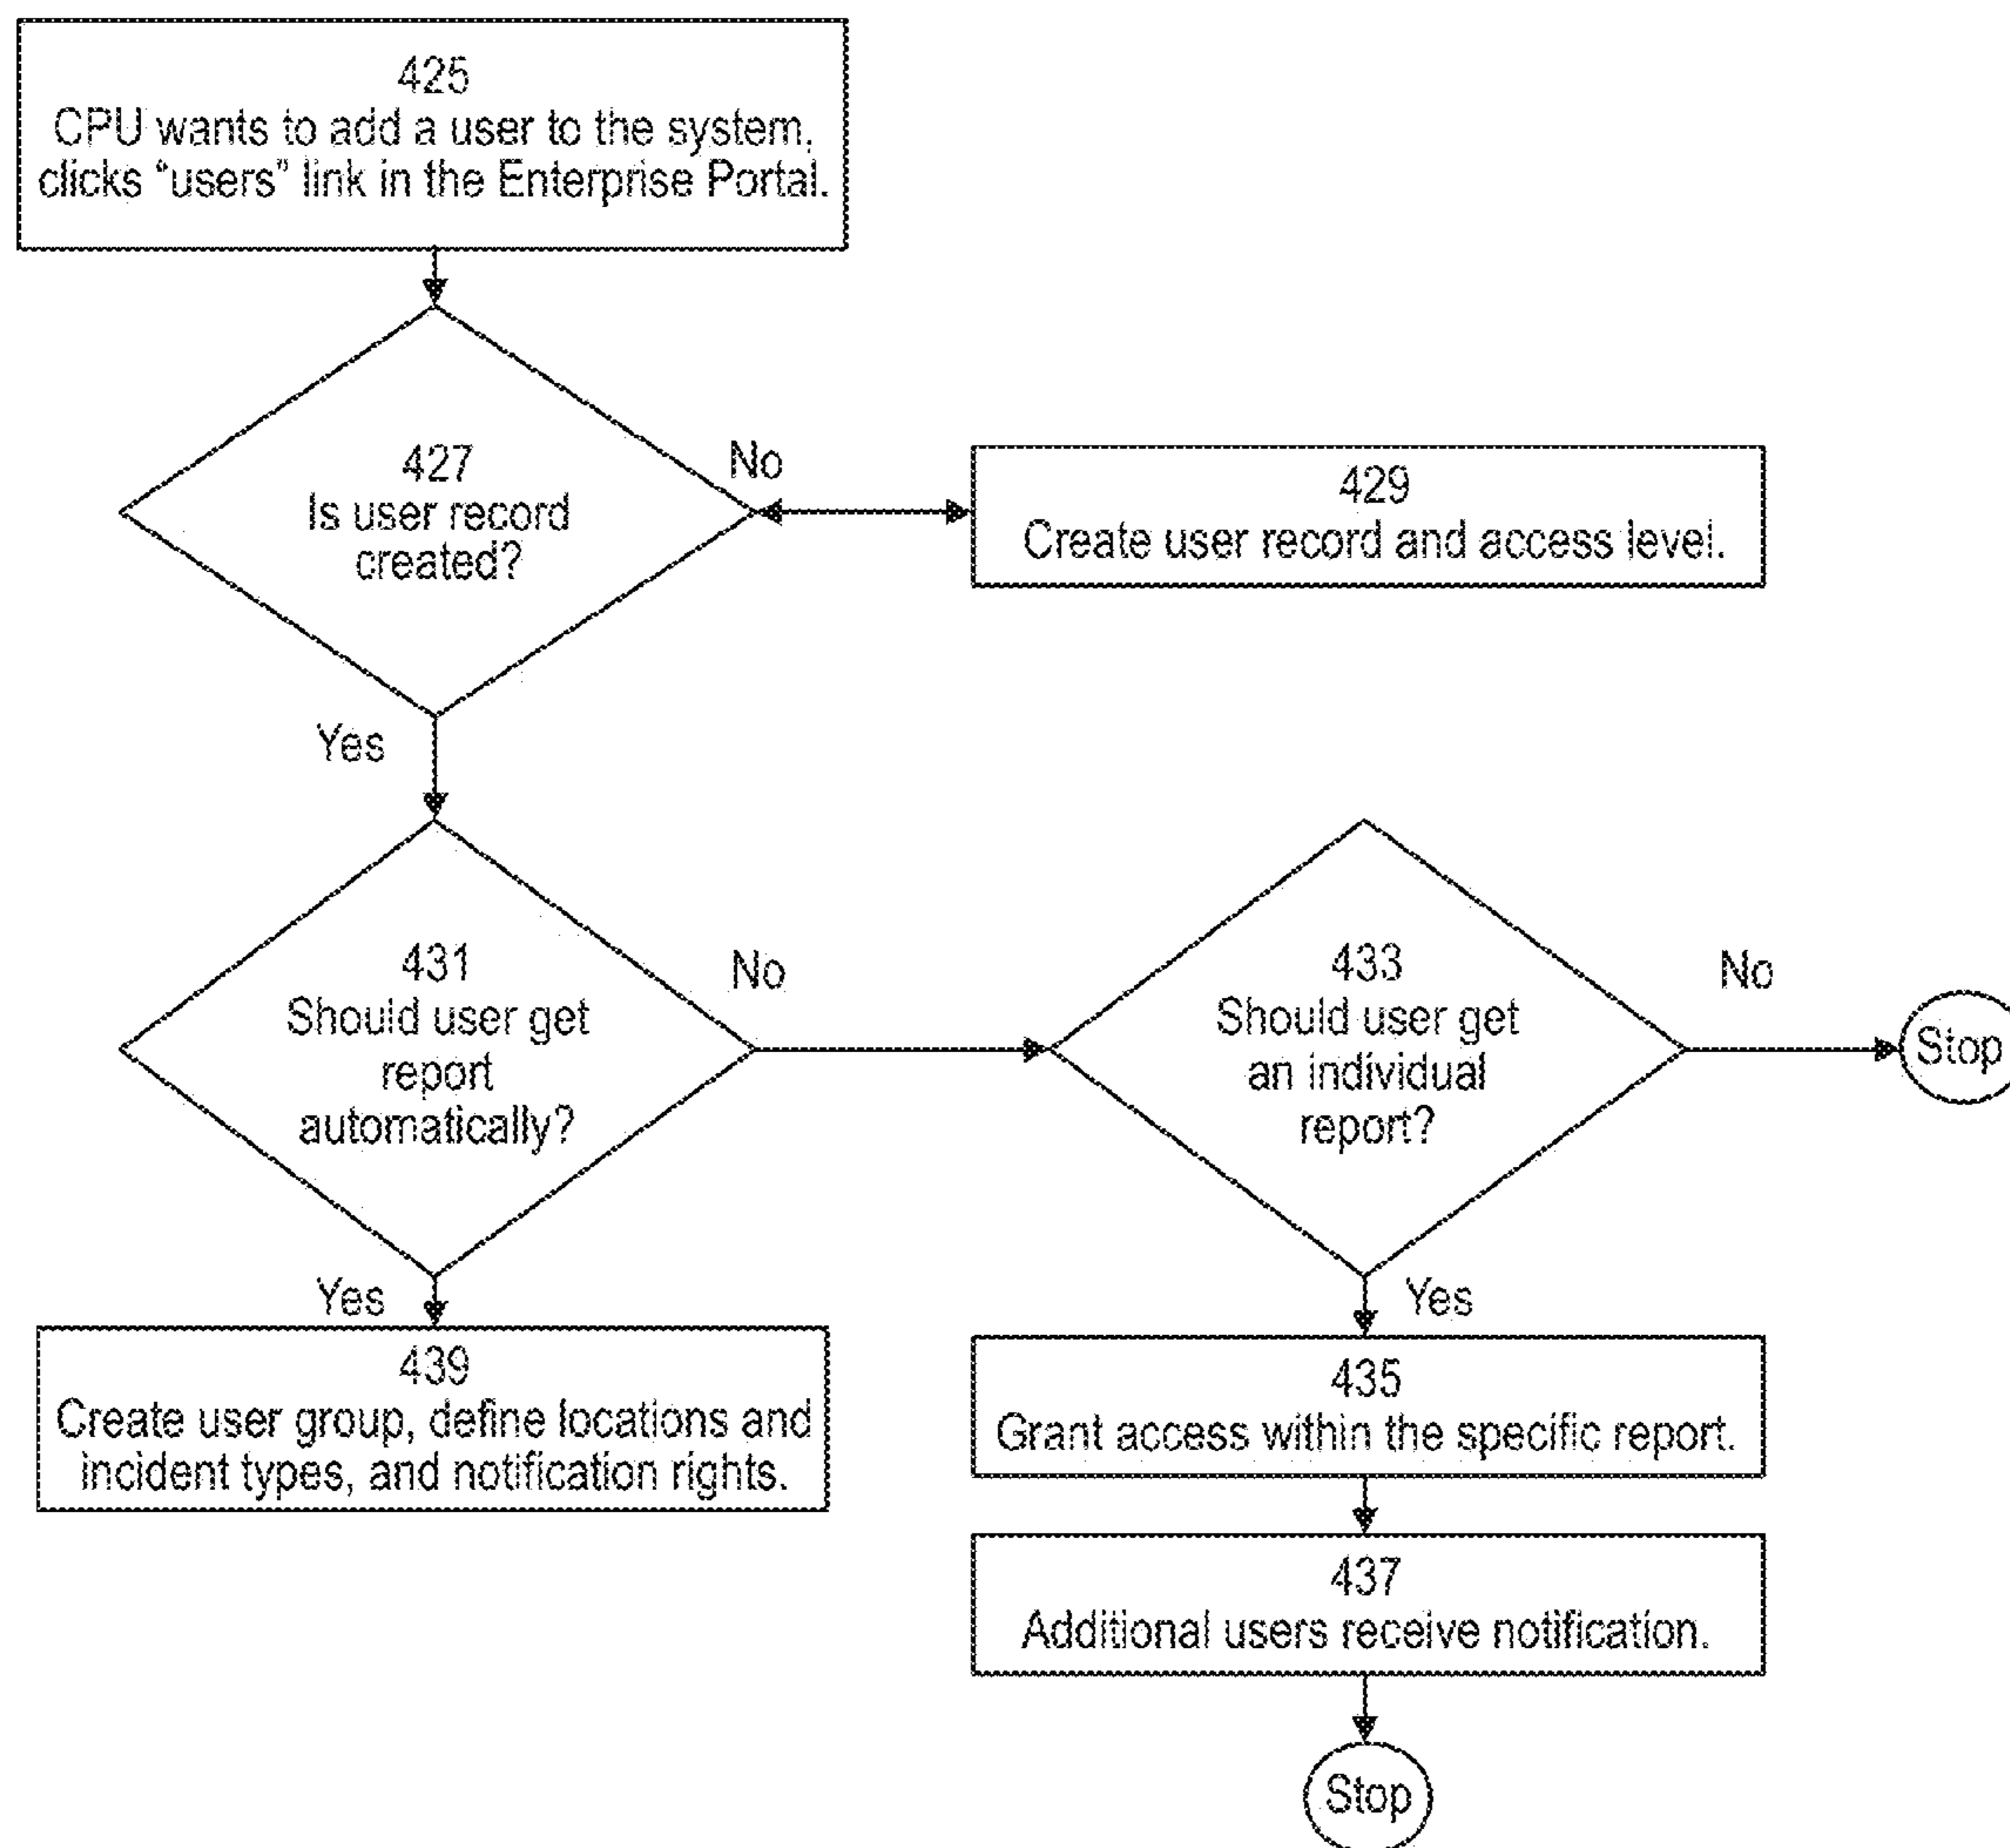 425
CPU wants to add a user to the system,
clicks “users” link in the Enterprise Portal.
427
Is user record
created?
No
429
Create user record and access level.
Yes
431
Should user get
report
automatically?
No
433
Should user get
an individual
report?
No
Stop
Yes
439
Create user group, define locations and
incident types, and notification rights.
Yes
435
Grant access within the specific report.
437
Additional users receive notification.
Stop